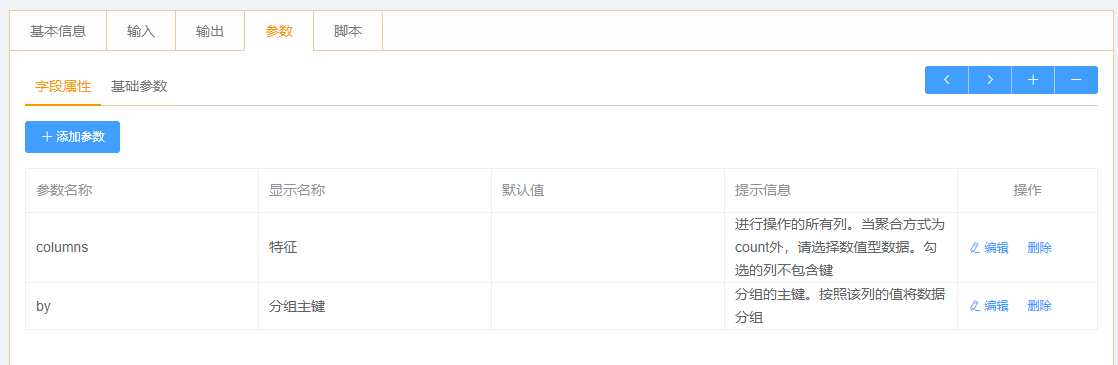 基本信息 输入 输出 参数 脚本
字段属性 基础参数
添加参数
参数名称 显示名称 默认值 提示信息 操作
进行操作的所有列。当聚合方式为
columns 特征 count外，请选择数值型数据。勾 编辑 删除
选的列不包含键
分组的主键。按照该列的值将数据
by 分组主键 编辑 删除
分组